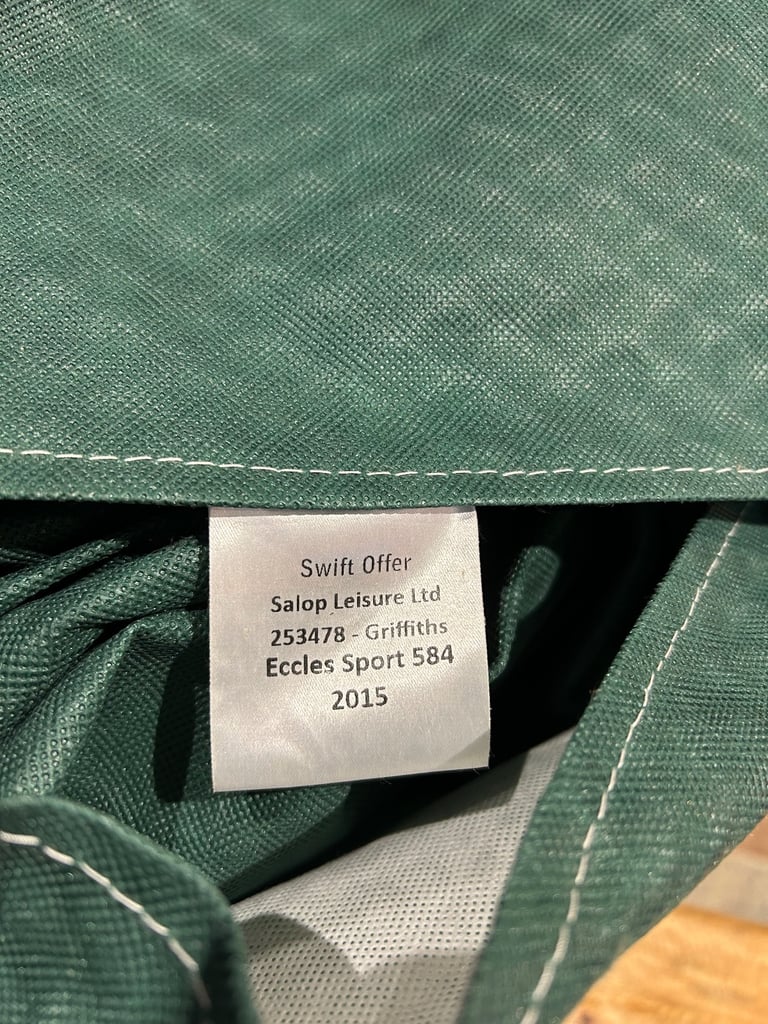 Swift Offer
Salop Leisure Ltd
253478 - Griffiths
Eccles Sport 584
2015